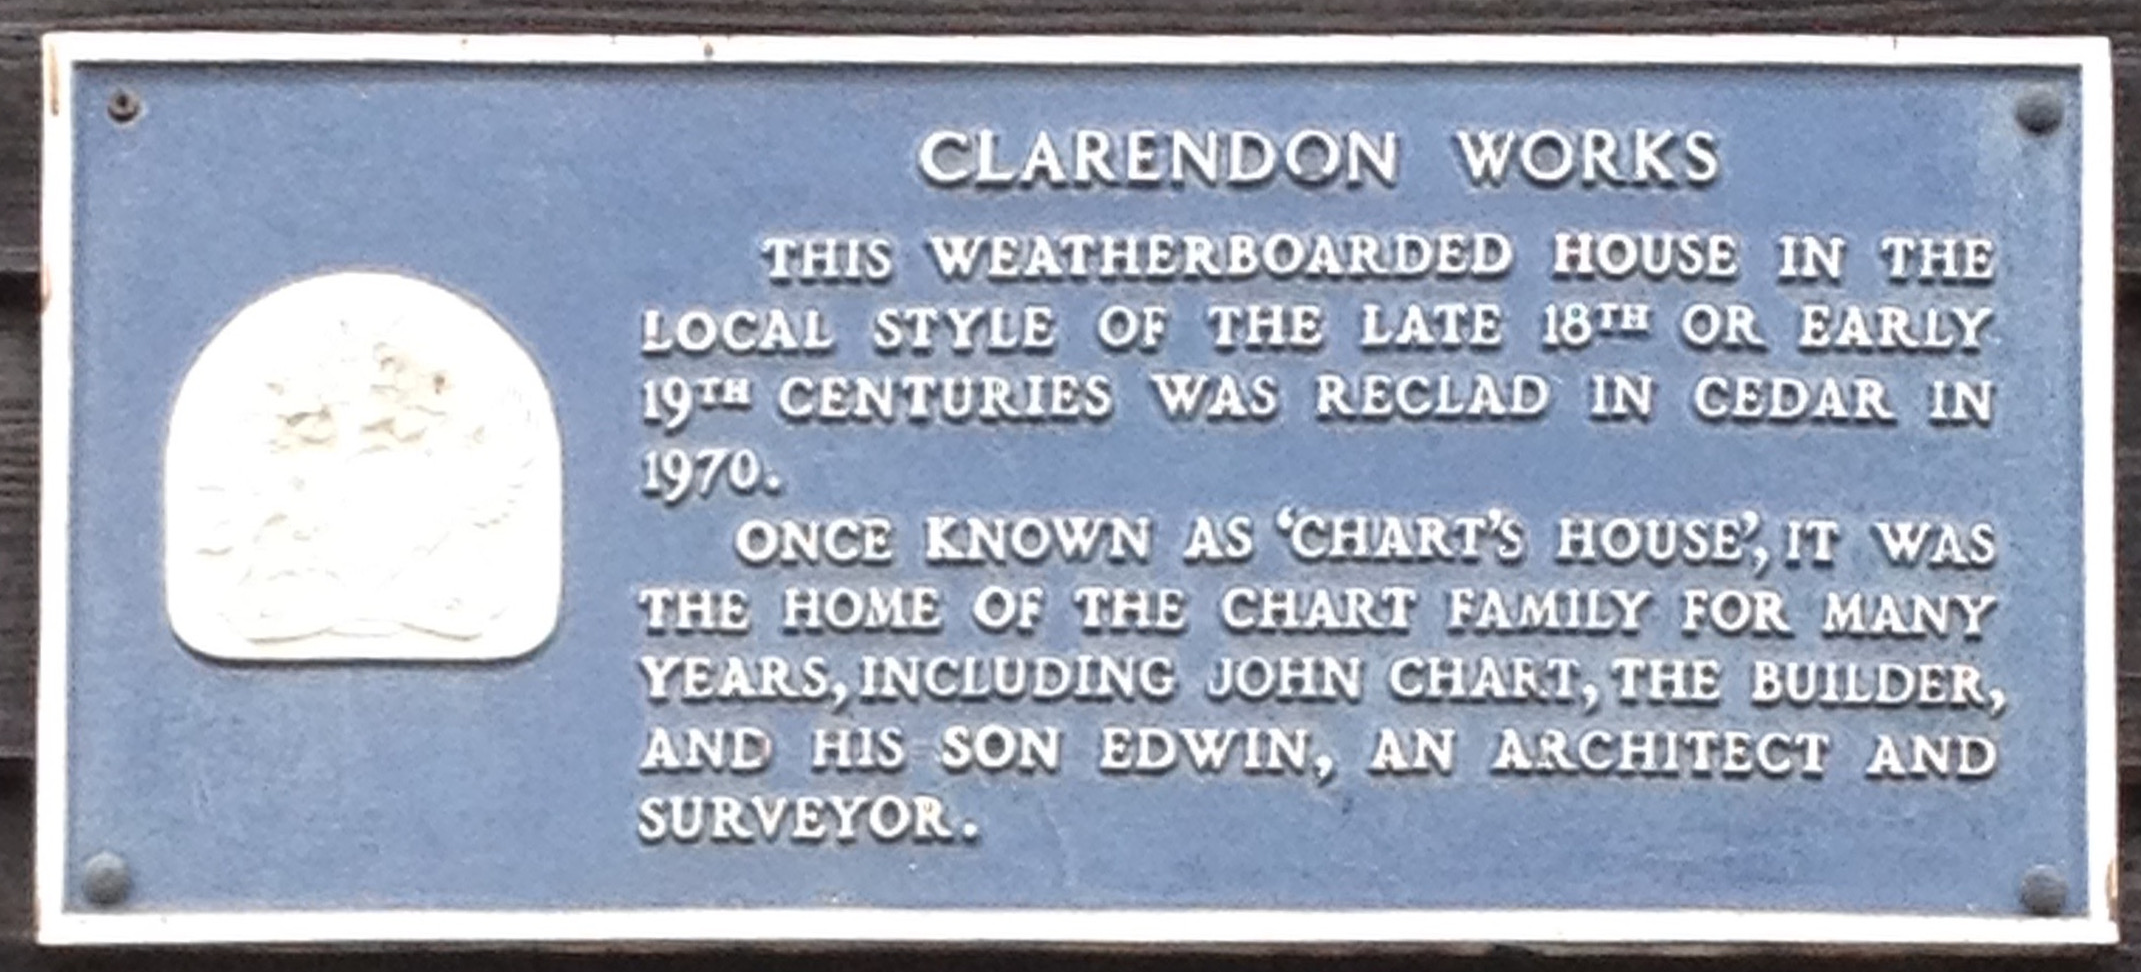 CLARENDON WORKS
THIS WEATHERBOARDED HOUSE IN THE
LOCAL STYLE OF THE LATE 18TH OR EARLY
19TH CENTURIES WAS RECLAD IN CEDAR IN
1970.
ONCE KNOWN AS ‘CHART’S HOUSE’, IT WAS
THE HOME OF THE CHART FAMILY FOR MANY
YEARS, INCLUDING JOHN CHART, THE BUILDER,
AND HIS SON EDWIN, AN ARCHITECT AND
SURVEYOR.